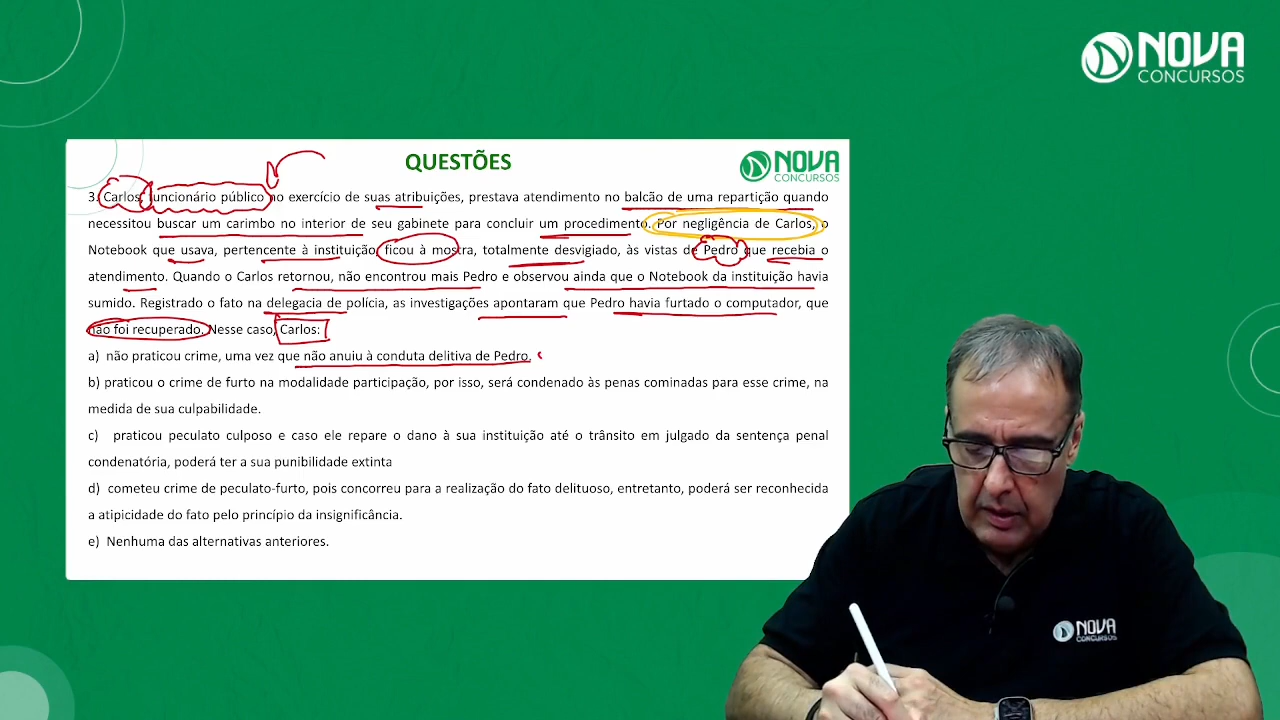 NOVA
CONCURSOS
QUESTÕES
NOVA
CONCURSOS
3. Carlos, funcionário público no exercício de suas atribuições, prestava atendimento no balcão de uma repartição quando
necessitou buscar um carimbo no interior de seu gabinete para concluir um procedimento. Por negligência de Carlos, o
Notebook que usava, pertencente à instituição, ficou à mostra, totalmente desvigiado, às vistas de Pedro que recebia o
atendimento. Quando o Carlos retornou, não encontrou mais Pedro e observou ainda que o Notebook da instituição havia
sumido. Registrado o fato na delegacia de polícia, as investigações apontaram que Pedro havia furtado o computador, que
não foi recuperado. Nesse caso, Carlos:
a) não praticou crime, uma vez que não anuiu à conduta delitiva de Pedro.
b) praticou o crime de furto na modalidade participação, por isso, será condenado às penas cominadas para esse crime, na
medida de sua culpabilidade.
c) praticou peculato culposo e caso ele repare o dano à sua instituição até o trânsito em julgado da sentença penal
condenatória, poderá ter a sua punibilidade extinta
d) cometeu crime de peculato-furto, pois concorreu para a realização do fato delituoso, entretanto, poderá ser reconhecida
a atipicidade do fato pelo princípio da insignificância.
e) Nenhuma das alternativas anteriores.
NOVA
CONCURSOS